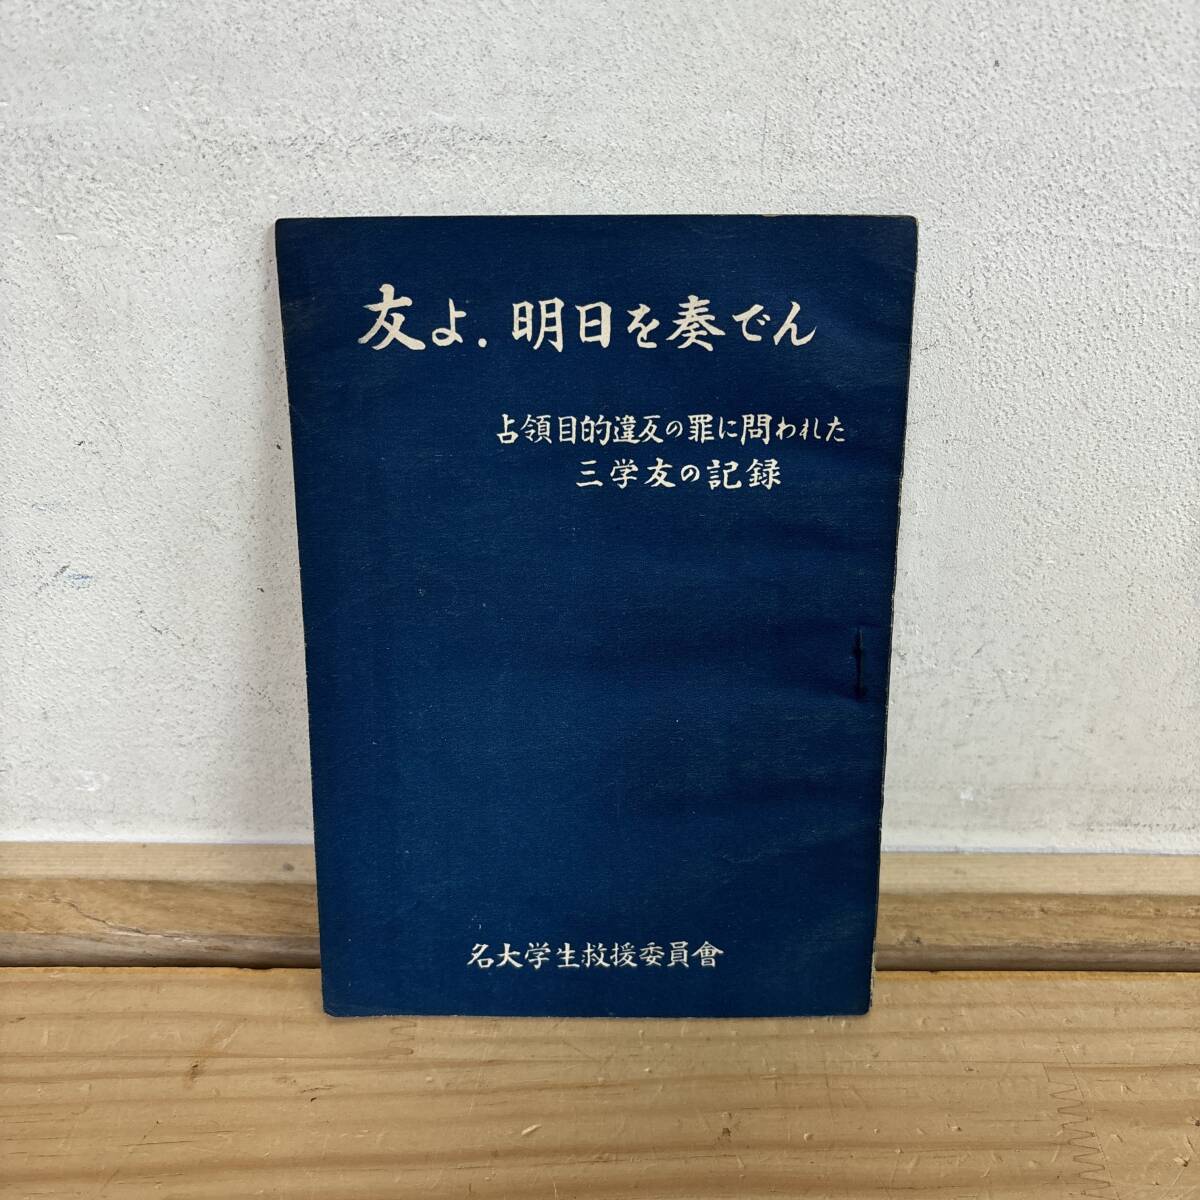 友よ.明日を奏でん
占領目的違反の罪に問われた
三学友の記録
名大学生救援委員會